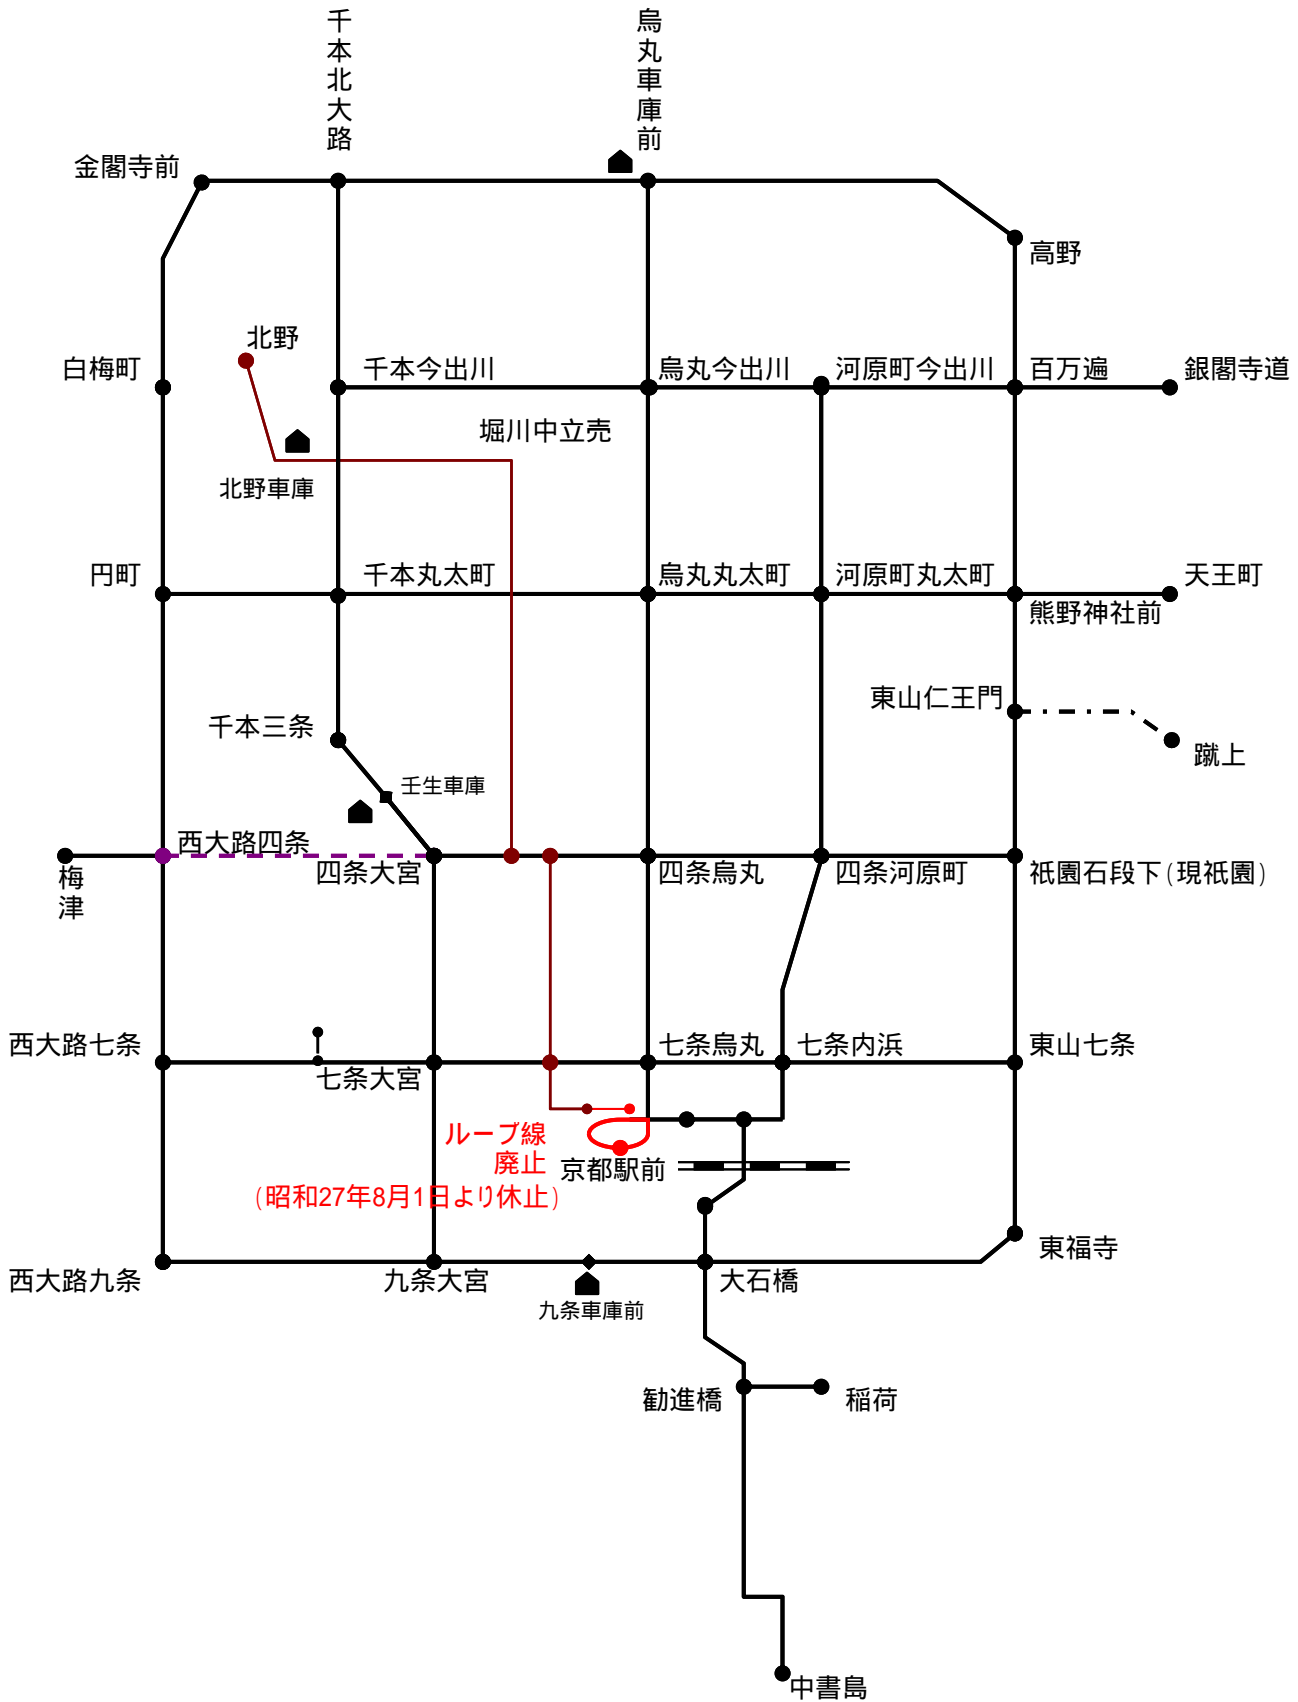 千本北大路
烏丸車庫前
金閣寺前
高野
北野
白梅町
千本今出川
烏丸今出川
河原町今出川
百万遍
銀閣寺道
堀川中立売
北野車庫
円町
千本丸太町
烏丸丸太町
河原町丸太町
天王町
熊野神社前
東山仁王門
千本三条
蹴上
壬生車庫
西大路四条
梅津
四条大宮
四条烏丸
四条河原町
祇園石段下(現祇園)
西大路七条
七条烏丸
七条内浜
東山七条
七条大宮
ループ線
廃止
京都駅前
(昭和27年8月1日より休止)
東福寺
西大路九条
九条大宮
大石橋
九条車庫前
勧進橋
稲荷
中書島